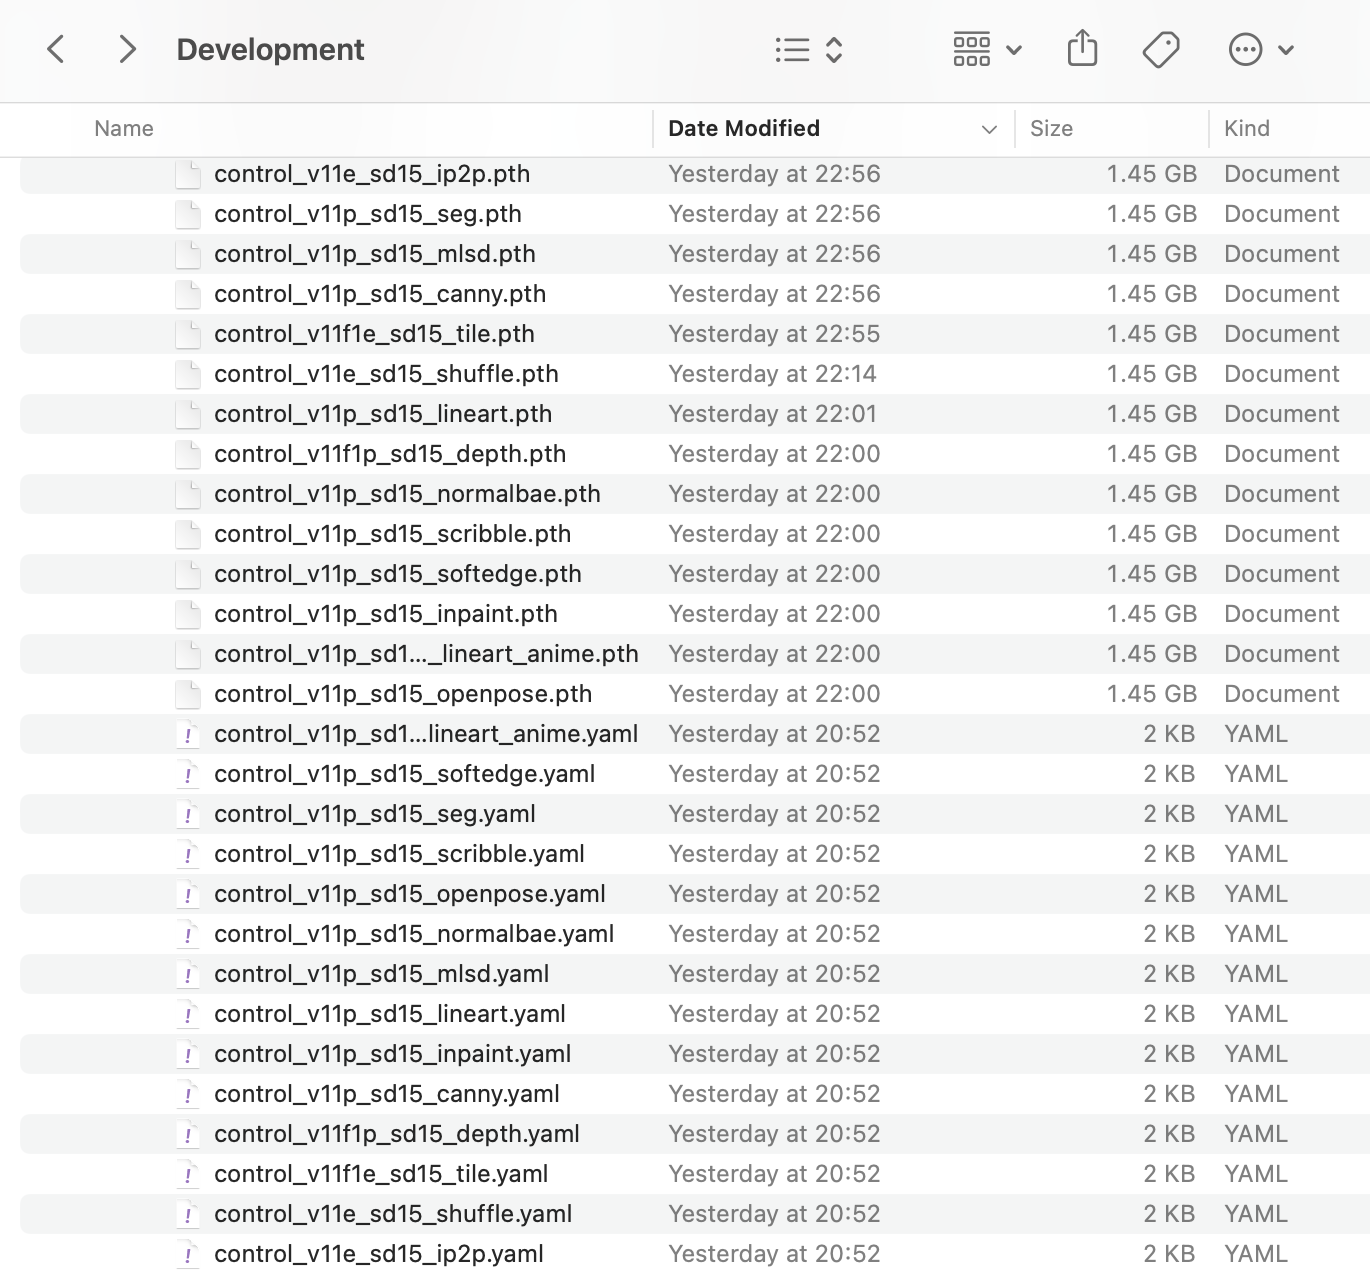 Development
Name Date Modified Size Kind
control_v11e_sd15_ip2p.pth Yesterday at 22:56 1.45 GB Document
control_v11p_sd15_seg.pth Yesterday at 22:56 1.45 GB Document
control_v11p_sd15_mlsd.pth Yesterday at 22:56 1.45 GB Document
control_v11p_sd15_canny.pth Yesterday at 22:56 1.45 GB Document
control_v11f1e_sd15_tile.pth Yesterday at 22:55 1.45 GB Document
control_v11e_sd15_shuffle.pth Yesterday at 22:14 1.45 GB Document
control_v11p_sd15_lineart.pth Yesterday at 22:01 1.45 GB Document
control_v11f1p_sd15_depth.pth Yesterday at 22:00 1.45 GB Document
control_v11p_sd15_normalbae.pth Yesterday at 22:00 1.45 GB Document
control_v11p_sd15_scribble.pth Yesterday at 22:00 1.45 GB Document
control_v11p_sd15_softedge.pth Yesterday at 22:00 1.45 GB Document
control_v11p_sd15_inpaint.pth Yesterday at 22:00 1.45 GB Document
control_v11p_sd1..._lineart_anime.pth Yesterday at 22:00 1.45 GB Document
control_v11p_sd15_openpose.pth Yesterday at 22:00 1.45 GB Document
control_v11p_sd1...lineart_anime.yaml Yesterday at 20:52 2 KB YAML
control_v11p_sd15_softedge.yaml Yesterday at 20:52 2 KB YAML
control_v11p_sd15_seg.yaml Yesterday at 20:52 2 KB YAML
control_v11p_sd15_scribble.yaml Yesterday at 20:52 2 KB YAML
control_v11p_sd15_openpose.yaml Yesterday at 20:52 2 KB YAML
control_v11p_sd15_normalbae.yaml Yesterday at 20:52 2 KB YAML
control_v11p_sd15_mlsd.yaml Yesterday at 20:52 2 KB YAML
control_v11p_sd15_lineart.yaml Yesterday at 20:52 2 KB YAML
control_v11p_sd15_inpaint.yaml Yesterday at 20:52 2 KB YAML
control_v11p_sd15_canny.yaml Yesterday at 20:52 2 KB YAML
control_v11f1p_sd15_depth.yaml Yesterday at 20:52 2 KB YAML
control_v11f1e_sd15_tile.yaml Yesterday at 20:52 2 KB YAML
control_v11e_sd15_shuffle.yaml Yesterday at 20:52 2 KB YAML
control_v11e_sd15_ip2p.yaml Yesterday at 20:52 2 KB YAML